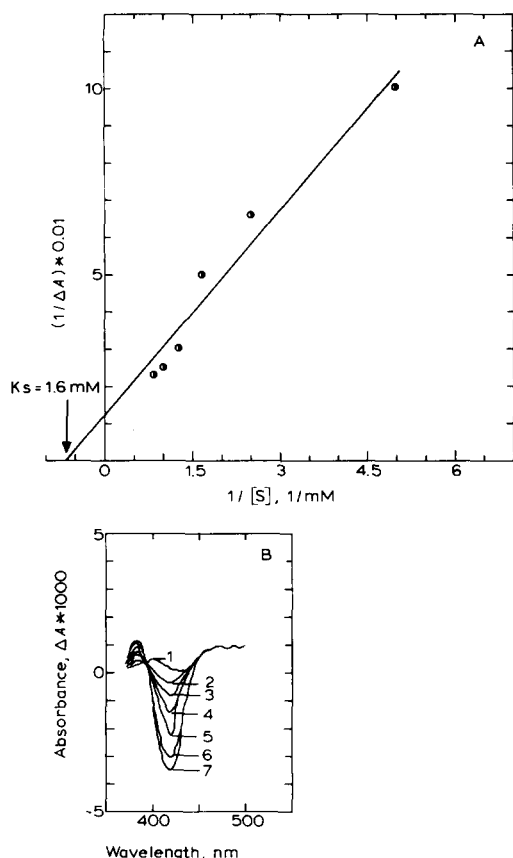 A
10
5
(1/ΔA)*0.01
Ks = 1.6 mM
0 1.5 3 4.5 6
1/[S], 1/mM
B
5
0
-5
Absorbance, ΔA*1000
1
2
3
4
5
6
7
400 500
Wavelength, nm